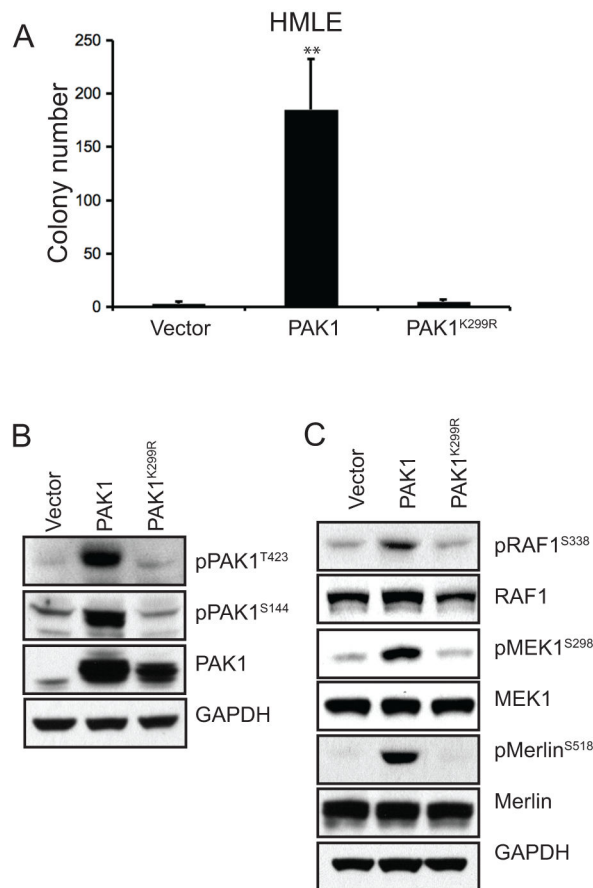 A
HMLE
**
Colony number
250
200
150
100
50
0
Vector PAK1 PAK1K299R
B
Vector
PAK1
PAK1K299R
pPAK1T423
pPAK1S144
PAK1
GAPDH
C
Vector
PAK1
PAK1K299R
pRAF1S338
RAF1
pMEK1S298
MEK1
pMerlinS518
Merlin
GAPDH